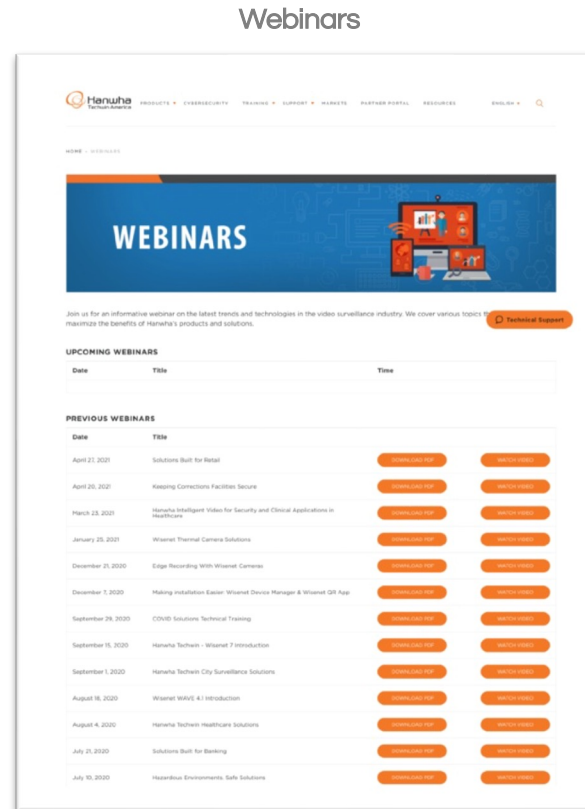 Webinars
Hanwha
Techwin America
PRODUCTS CYBERSECURITY TRAINING SUPPORT MARKETS PARTNER PORTAL RESOURCES ENGLISH
HOME > WEBINARS
WEBINARS
Join us for an informative webinar on the latest trends and technologies in the video surveillance industry. We cover various topics
maximize the benefits of Hanwha's products and solutions.
Technical Support
UPCOMING WEBINARS
Date Title Time
PREVIOUS WEBINARS
Date Title
April 27, 2021 Solutions Built for Retail DOWNLOAD PDF WATCH VIDEO
April 20, 2021 Keeping Corrections Facilities Secure DOWNLOAD PDF WATCH VIDEO
March 23, 2021 Hanwha Intelligent Video for Security and Clinical Applications in
Healthcare DOWNLOAD PDF WATCH VIDEO
January 25, 2021 Wisenet Thermal Camera Solutions DOWNLOAD PDF WATCH VIDEO
December 21, 2020 Edge Recording With Wisenet Cameras DOWNLOAD PDF WATCH VIDEO
December 7, 2020 Making installation Easier: Wisenet Device Manager & Wisenet QR App DOWNLOAD PDF WATCH VIDEO
September 29, 2020 COVID Solutions Technical Training DOWNLOAD PDF WATCH VIDEO
September 15, 2020 Hanwha Techwin - Wisenet 7 Introduction DOWNLOAD PDF WATCH VIDEO
September 1, 2020 Hanwha Techwin City Surveillance Solutions DOWNLOAD PDF WATCH VIDEO
August 18, 2020 Wisenet WAVE 4.1 Introduction DOWNLOAD PDF WATCH VIDEO
August 4, 2020 Hanwha Techwin Healthcare Solutions DOWNLOAD PDF WATCH VIDEO
July 21, 2020 Solutions Built for Banking DOWNLOAD PDF WATCH VIDEO
July 10, 2020 Hazardous Environments. Safe Solutions DOWNLOAD PDF WATCH VIDEO